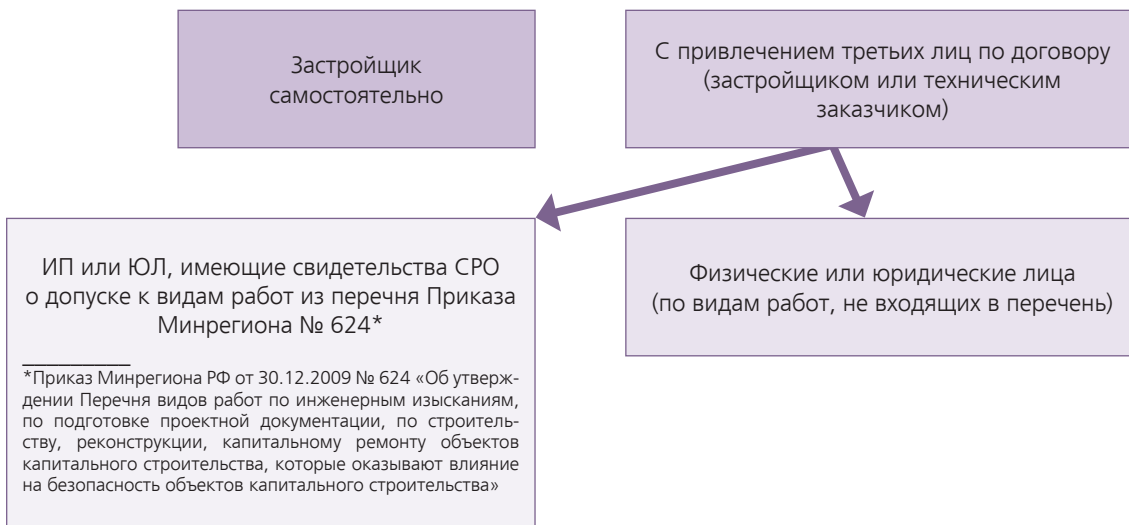 Застройщик
самостоятельно
С привлечением третьих лиц по договору
(застройщиком или техническим
заказчиком)
ИП или ЮЛ, имеющие свидетельства СРО
о допуске к видам работ из перечня Приказа
Минрегиона № 624*
*Приказ Минрегиона РФ от 30.12.2009 № 624 «Об утверж-
дении Перечня видов работ по инженерным изысканиям,
по подготовке проектной документации, по строитель-
ству, реконструкции, капитальному ремонту объектов
капитального строительства, которые оказывают влияние
на безопасность объектов капитального строительства»
Физические или юридические лица
(по видам работ, не входящих в перечень)